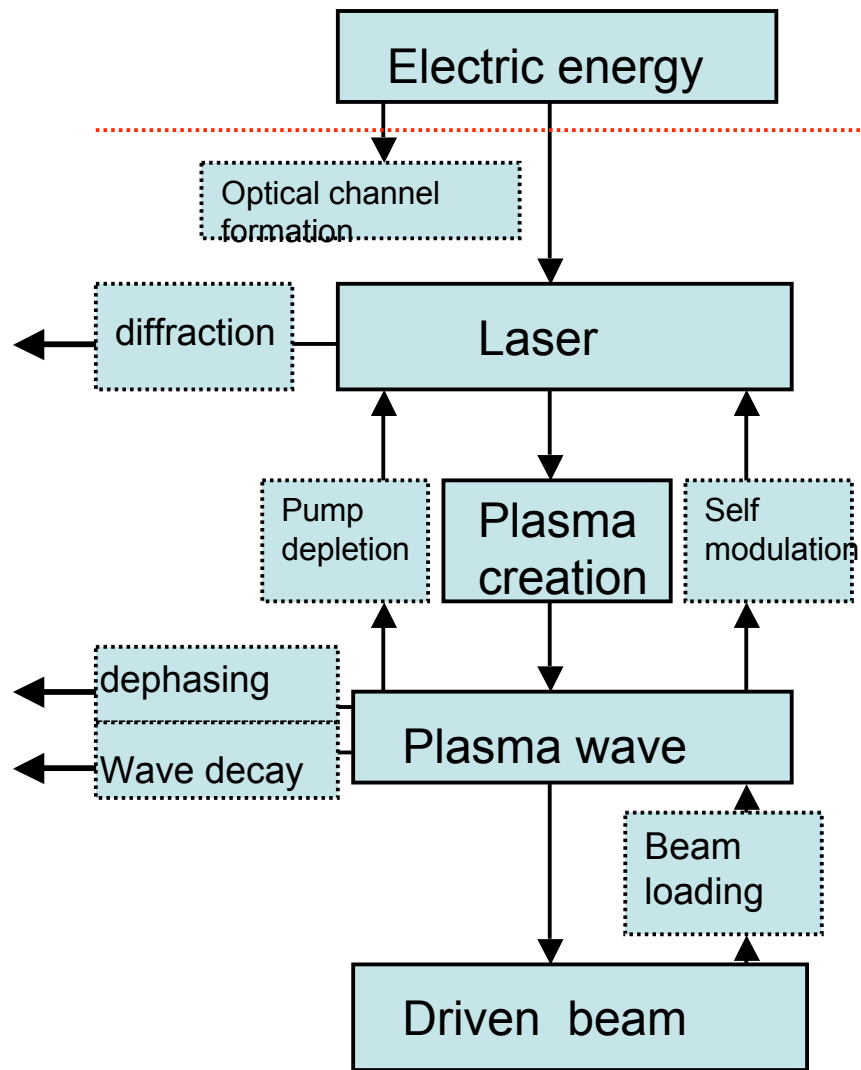 Electric energy
Optical channel
formation
diffraction
Laser
Pump
depletion
Plasma
creation
Self
modulation
dephasing
Wave decay
Plasma wave
Beam
loading
Driven beam